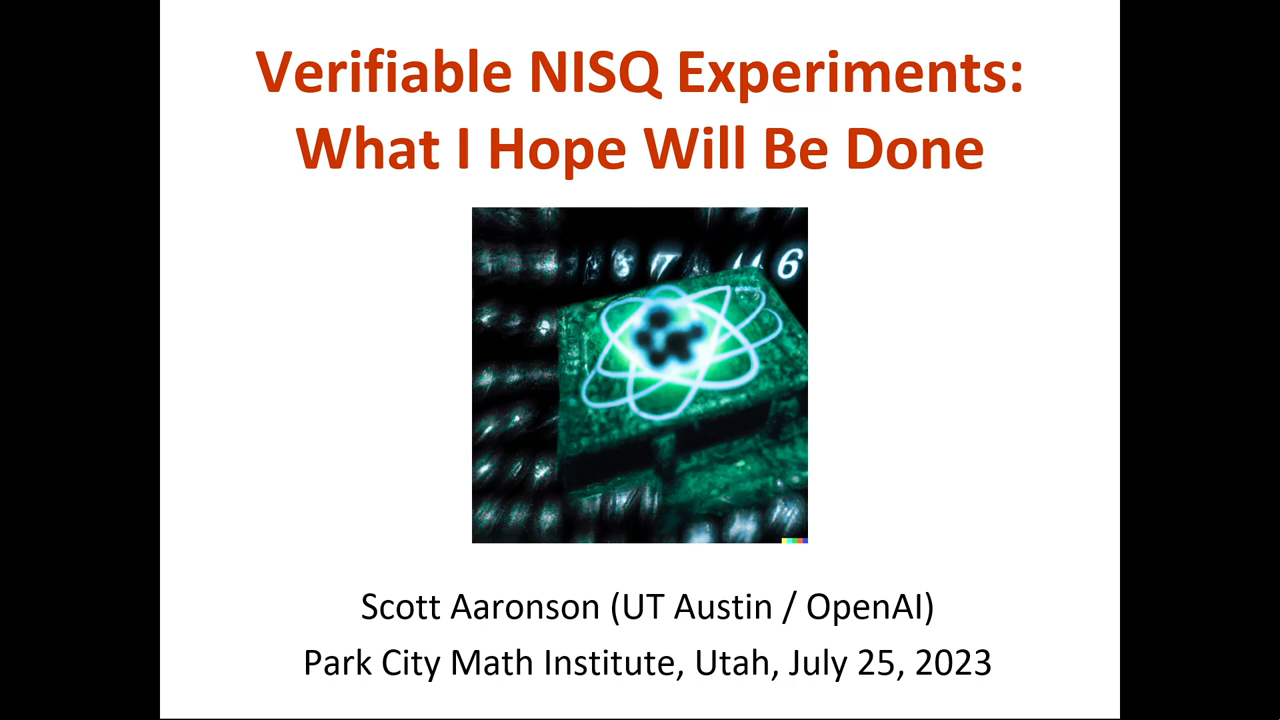 Verifiable NISQ Experiments:
What I Hope Will Be Done
Scott Aaronson (UT Austin / OpenAI)
Park City Math Institute, Utah, July 25, 2023